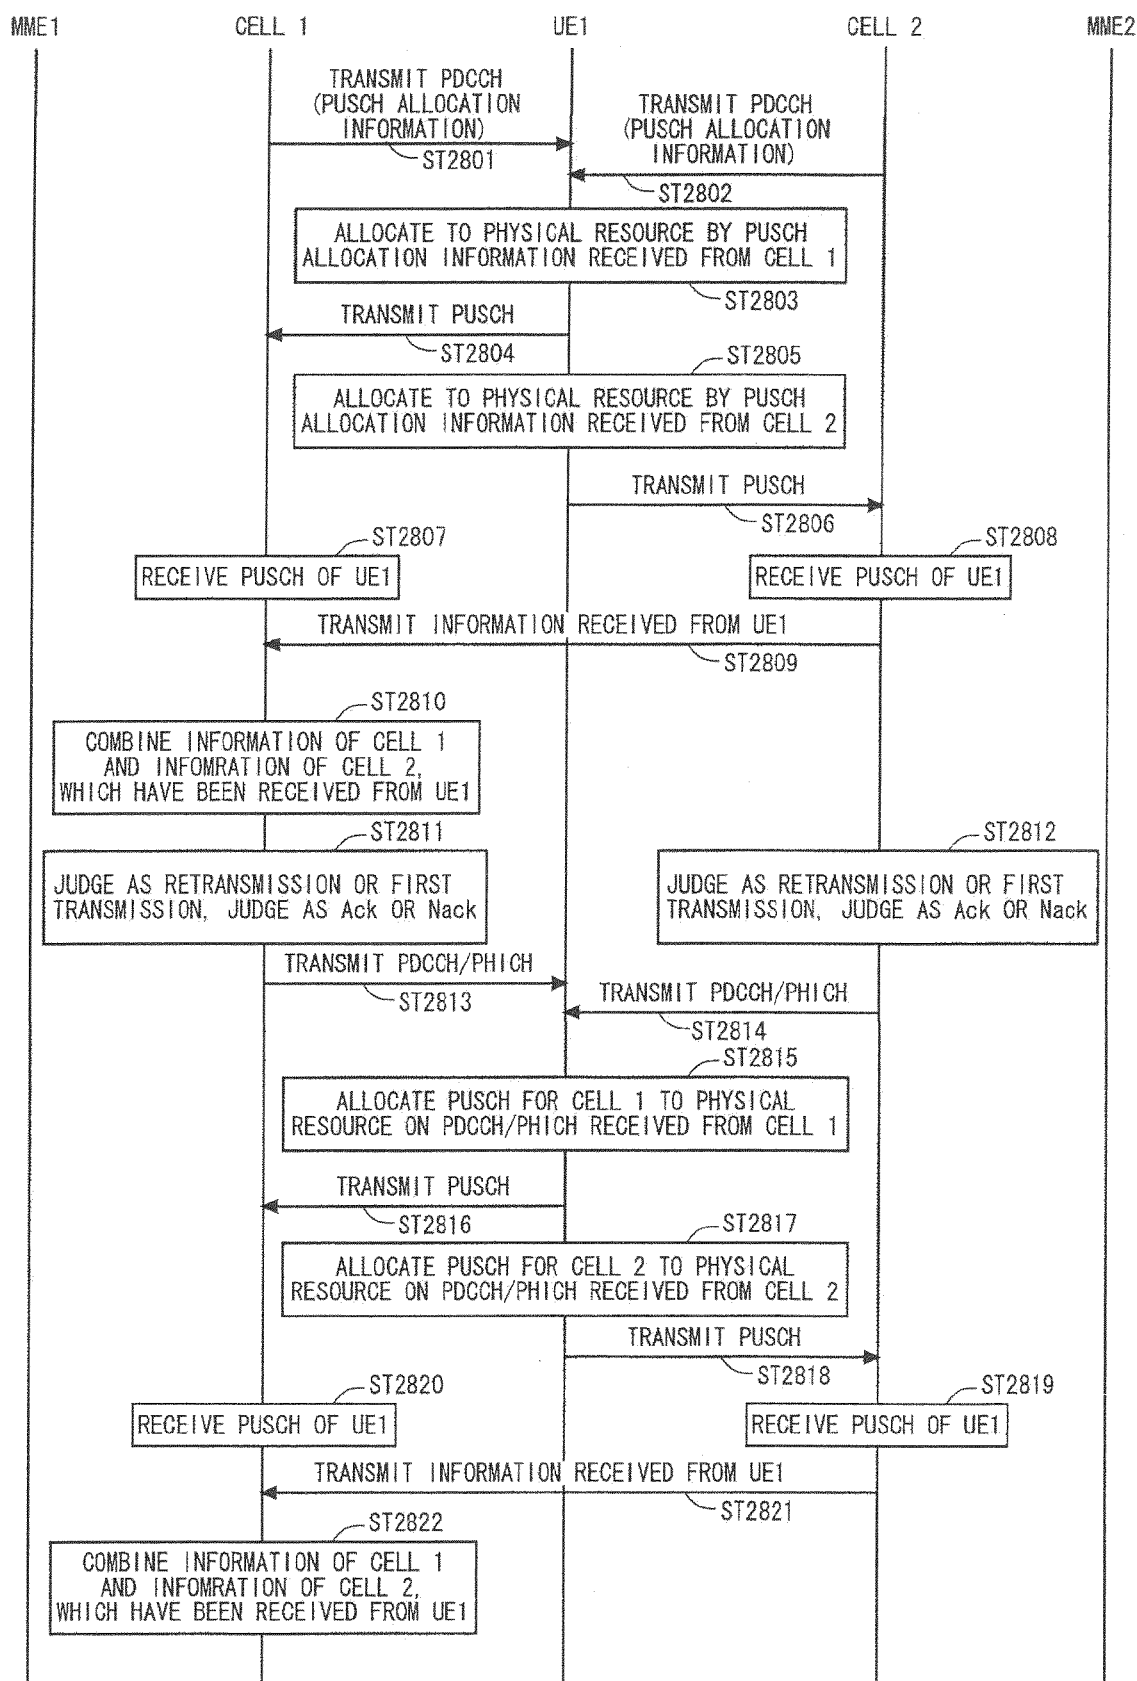 MME1
CELL 1
UE1
CELL 2
MME2
TRANSMIT PDCCH
(PUSCH ALLOCATION
INFORMATION)
ST2801
TRANSMIT PDCCH
(PUSCH ALLOCATION
INFORMATION)
ST2802
ALLOCATE TO PHYSICAL RESOURCE BY PUSCH
ALLOCATION INFORMATION RECEIVED FROM CELL 1
ST2803
TRANSMIT PUSCH
ST2804
ST2805
ALLOCATE TO PHYSICAL RESOURCE BY PUSCH
ALLOCATION INFORMATION RECEIVED FROM CELL 2
TRANSMIT PUSCH
ST2806
ST2807
RECEIVE PUSCH OF UE1
ST2808
RECEIVE PUSCH OF UE1
TRANSMIT INFORMATION RECEIVED FROM UE1
ST2809
ST2810
COMBINE INFORMATION OF CELL 1
AND INFOMRATION OF CELL 2,
WHICH HAVE BEEN RECEIVED FROM UE1
ST2811
JUDGE AS RETRANSMISSION OR FIRST
TRANSMISSION, JUDGE AS Ack OR Nack
ST2812
JUDGE AS RETRANSMISSION OR FIRST
TRANSMISSION, JUDGE AS Ack OR Nack
TRANSMIT PDCCH/PHICH
ST2813
TRANSMIT PDCCH/PHICH
ST2814
ST2815
ALLOCATE PUSCH FOR CELL 1 TO PHYSICAL
RESOURCE ON PDCCH/PHICH RECEIVED FROM CELL 1
TRANSMIT PUSCH
ST2816
ST2817
ALLOCATE PUSCH FOR CELL 2 TO PHYSICAL
RESOURCE ON PDCCH/PHICH RECEIVED FROM CELL 2
TRANSMIT PUSCH
ST2818
ST2820
RECEIVE PUSCH OF UE1
ST2819
RECEIVE PUSCH OF UE1
TRANSMIT INFORMATION RECEIVED FROM UE1
ST2821
ST2822
COMBINE INFORMATION OF CELL 1
AND INFOMRATION OF CELL 2,
WHICH HAVE BEEN RECEIVED FROM UE1